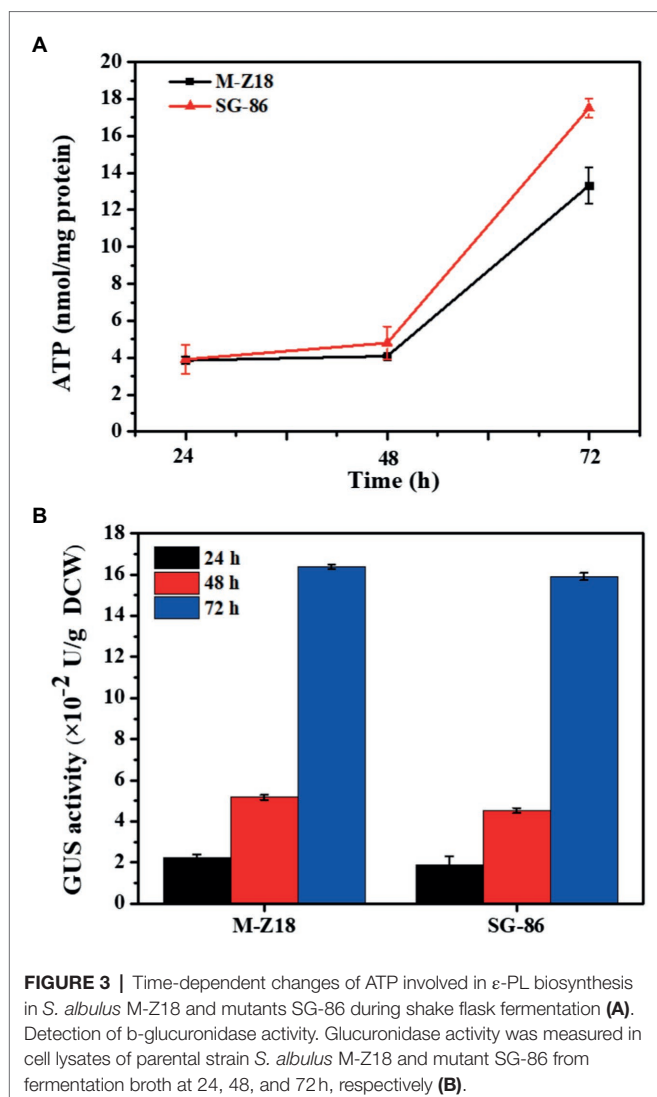 A
20
18
16
14
12
10
8
6
4
2
0
ATP (nmol/mg protein)
M-Z18
SG-86
24 48 72
Time (h)
B
18
16
14
12
10
8
6
4
2
0
GUS activity (×10⁻² U/g DCW)
24 h
48 h
72 h
M-Z18 SG-86
FIGURE 3 | Time-dependent changes of ATP involved in ε-PL biosynthesis
in S. albulus M-Z18 and mutants SG-86 during shake flask fermentation (A).
Detection of b-glucuronidase activity. Glucuronidase activity was measured in
cell lysates of parental strain S. albulus M-Z18 and mutant SG-86 from
fermentation broth at 24, 48, and 72 h, respectively (B).